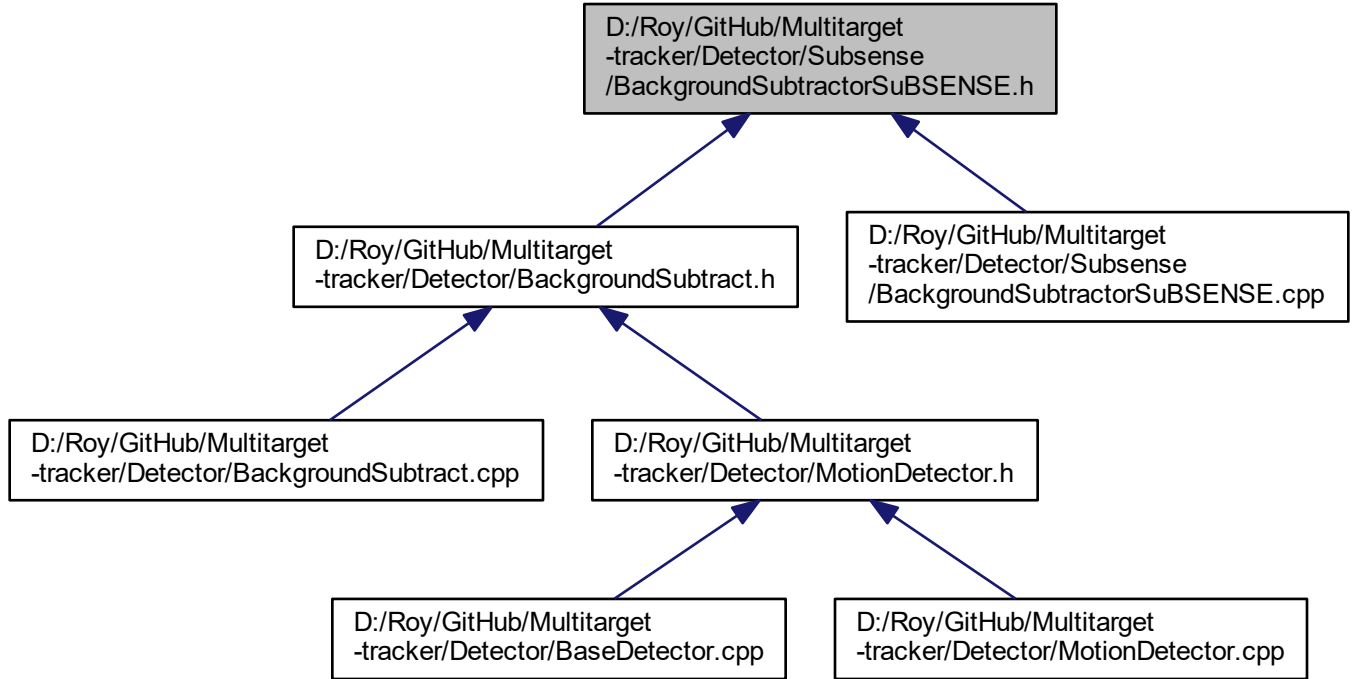 D:/Roy/GitHub/Multitarget
-tracker/Detector/Subsense
/BackgroundSubtractorSuBSENSE.h
D:/Roy/GitHub/Multitarget
-tracker/Detector/BackgroundSubtract.h
D:/Roy/GitHub/Multitarget
-tracker/Detector/Subsense
/BackgroundSubtractorSuBSENSE.cpp
D:/Roy/GitHub/Multitarget
-tracker/Detector/BackgroundSubtract.cpp
D:/Roy/GitHub/Multitarget
-tracker/Detector/MotionDetector.h
D:/Roy/GitHub/Multitarget
-tracker/Detector/BaseDetector.cpp
D:/Roy/GitHub/Multitarget
-tracker/Detector/MotionDetector.cpp